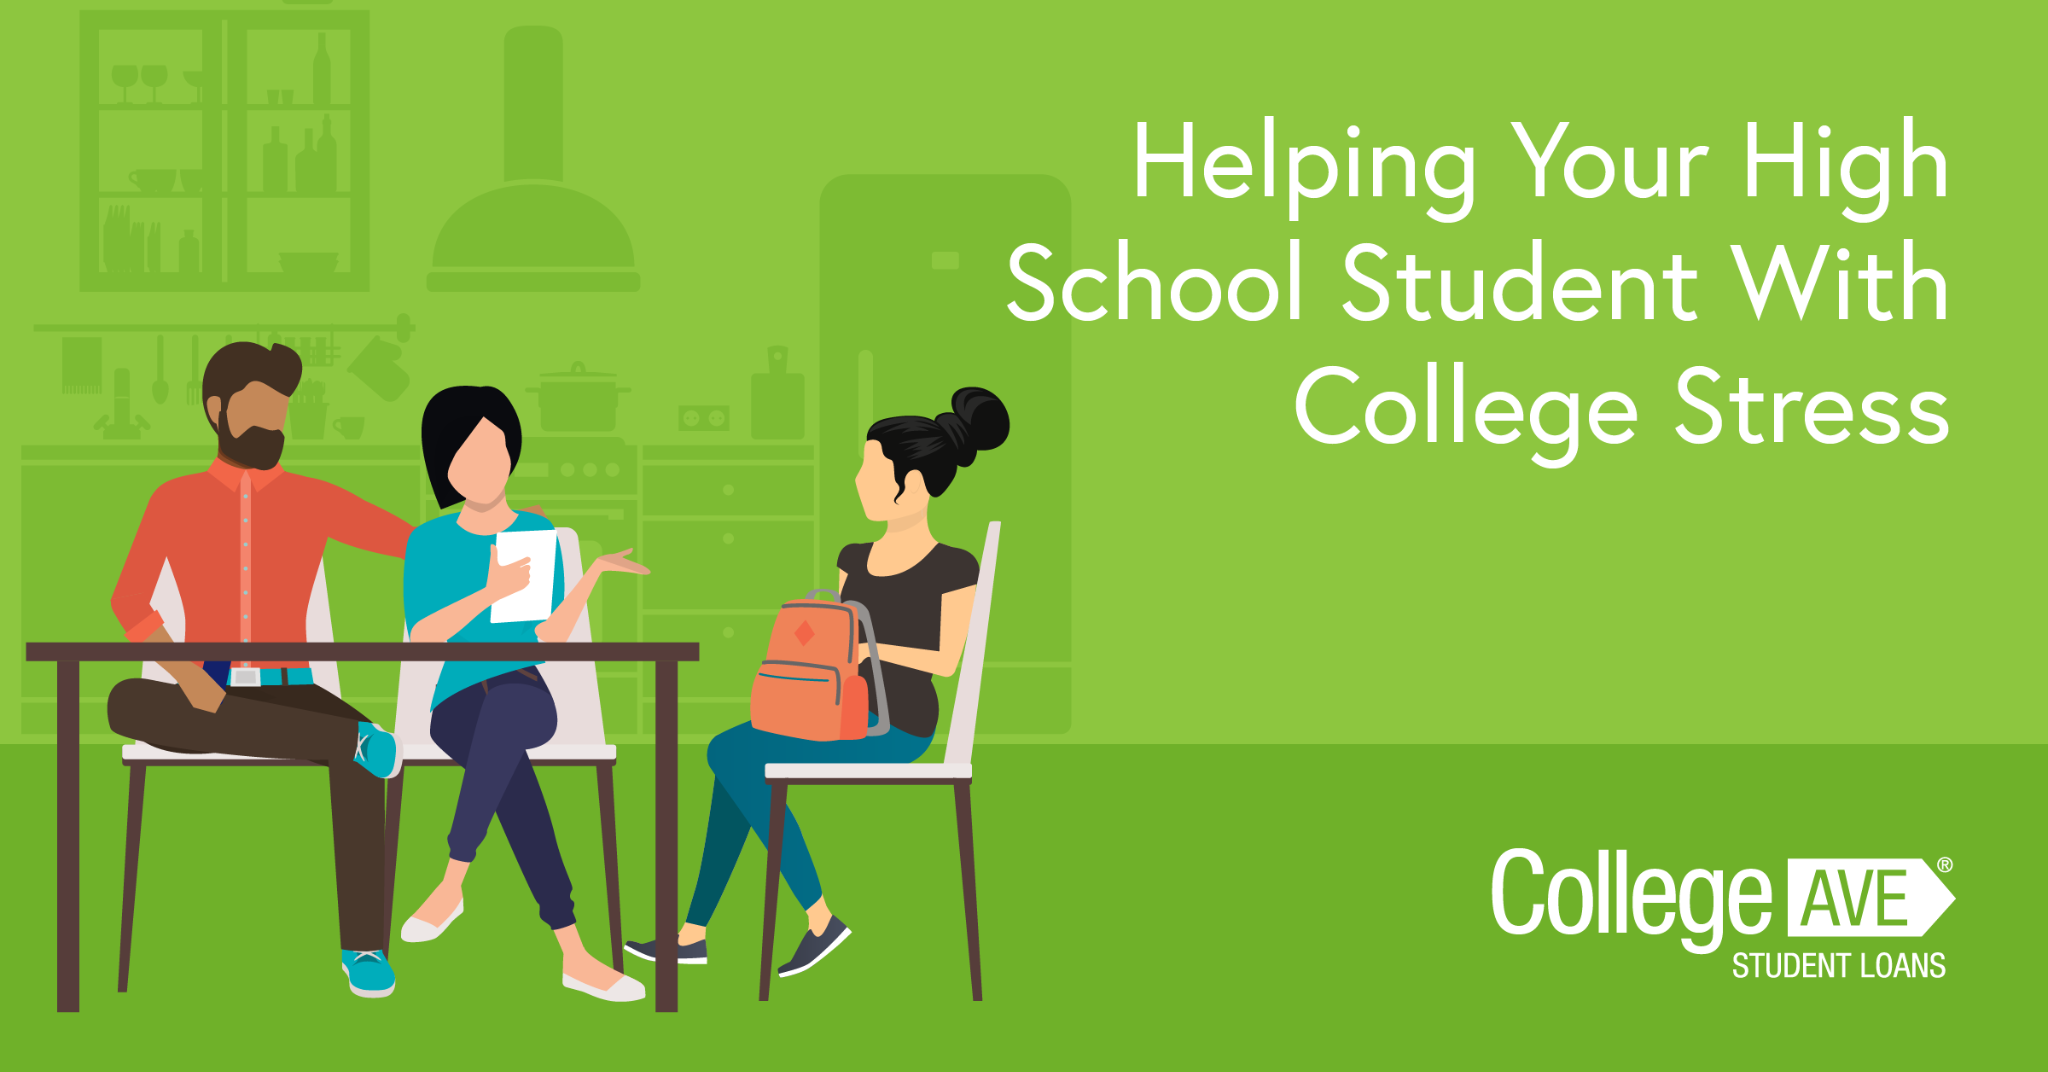 Helping Your High
School Student With
College Stress
College AVE®
STUDENT LOANS